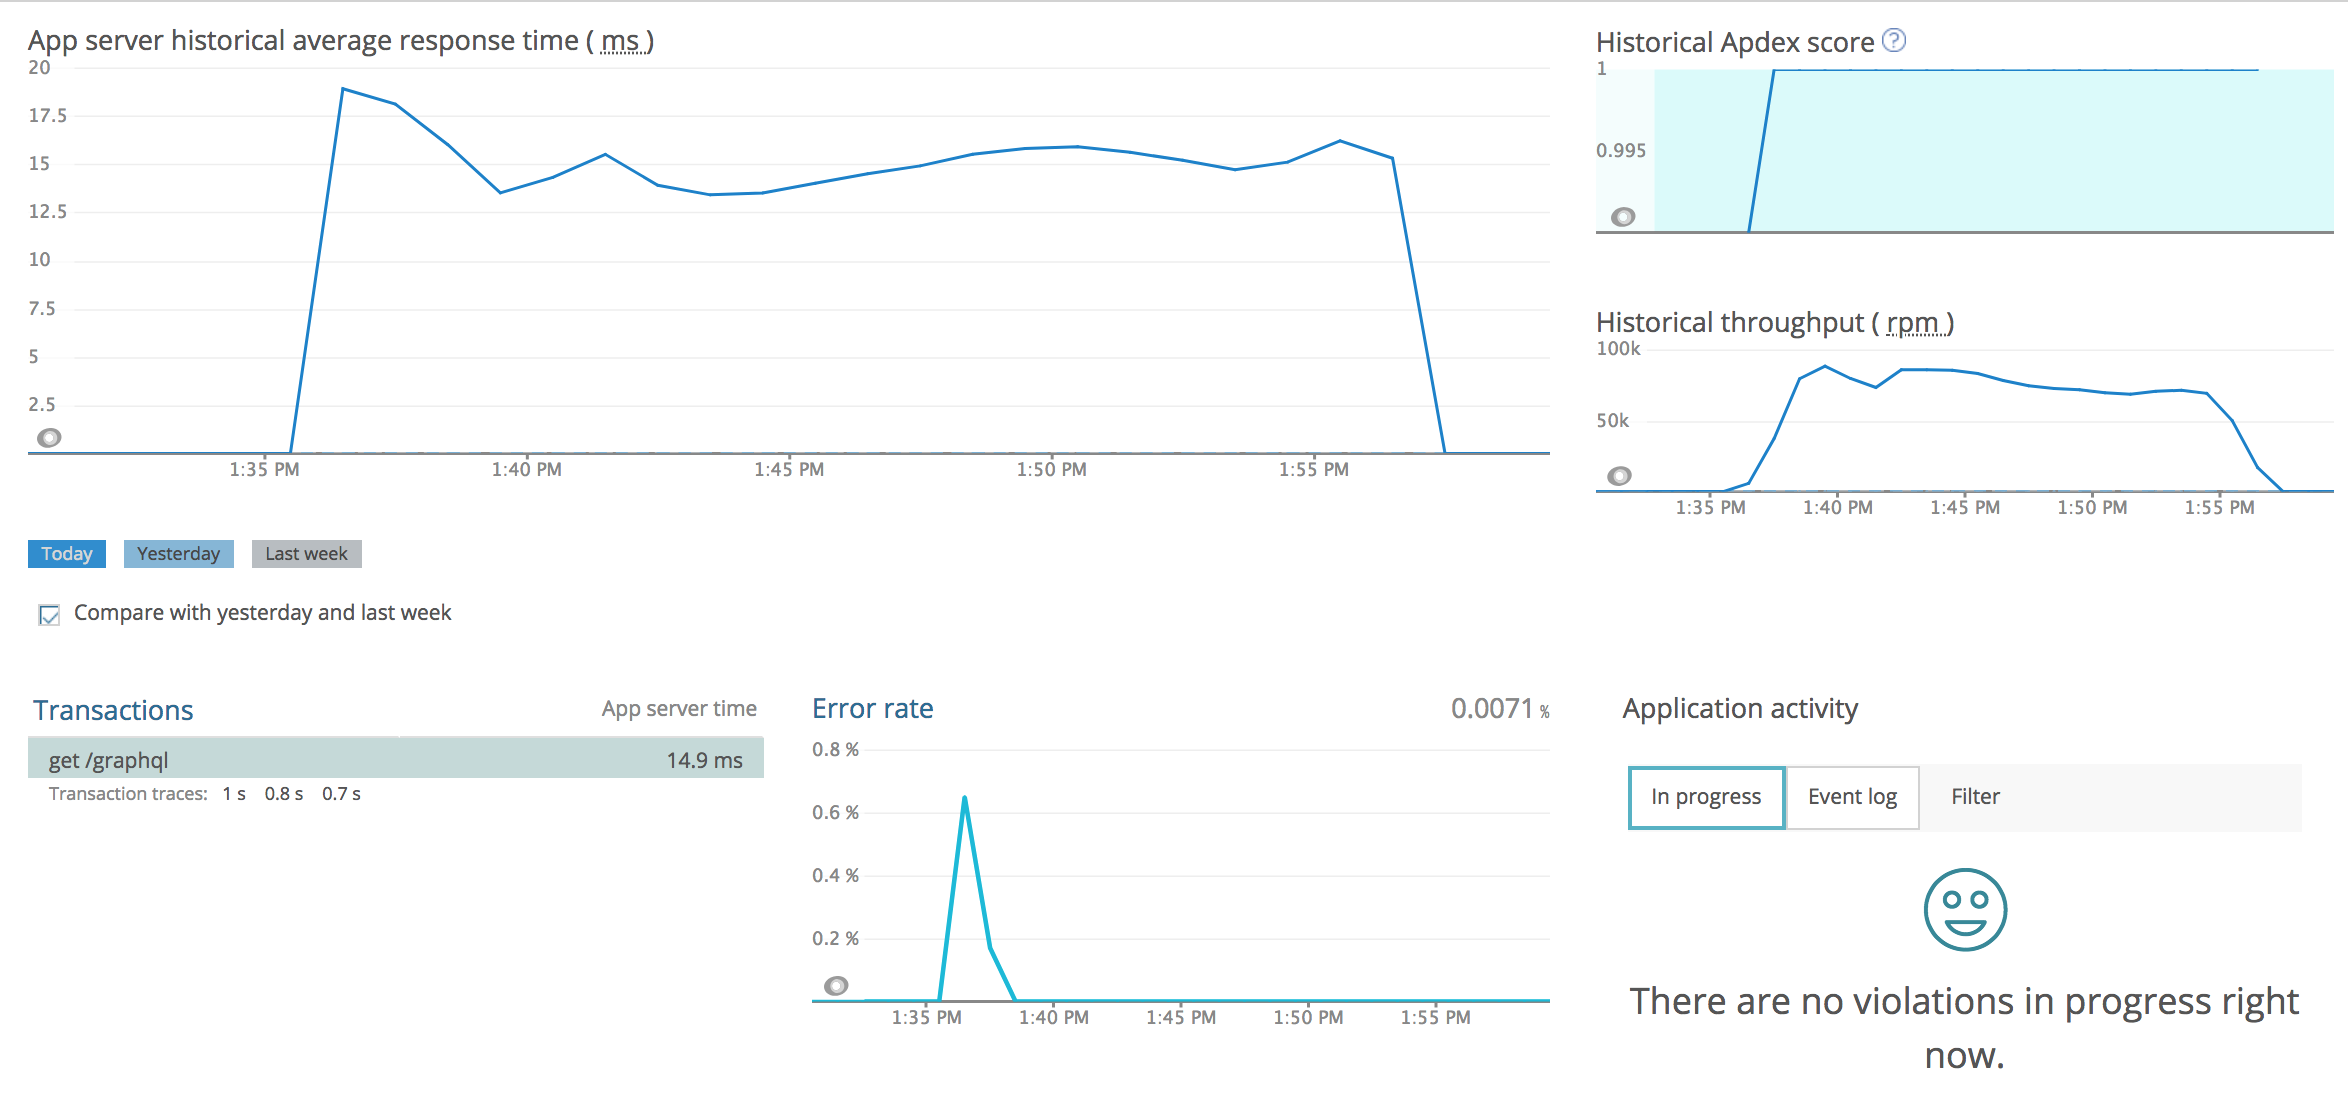 App server historical average response time ( ms )
20
17.5
15
12.5
10
7.5
5
2.5
1:35 PM 1:40 PM 1:45 PM 1:50 PM 1:55 PM
Historical Apdex score ?
1
0.995
Historical throughput ( rpm )
100k
50k
1:35 PM 1:40 PM 1:45 PM 1:50 PM 1:55 PM
Today Yesterday Last week
Compare with yesterday and last week
Transactions App server time
get /graphql 14.9 ms
Transaction traces: 1 s 0.8 s 0.7 s
Error rate 0.0071 %
0.8 %
0.6 %
0.4 %
0.2 %
1:35 PM 1:40 PM 1:45 PM 1:50 PM 1:55 PM
Application activity
In progress Event log Filter
There are no violations in progress right
now.